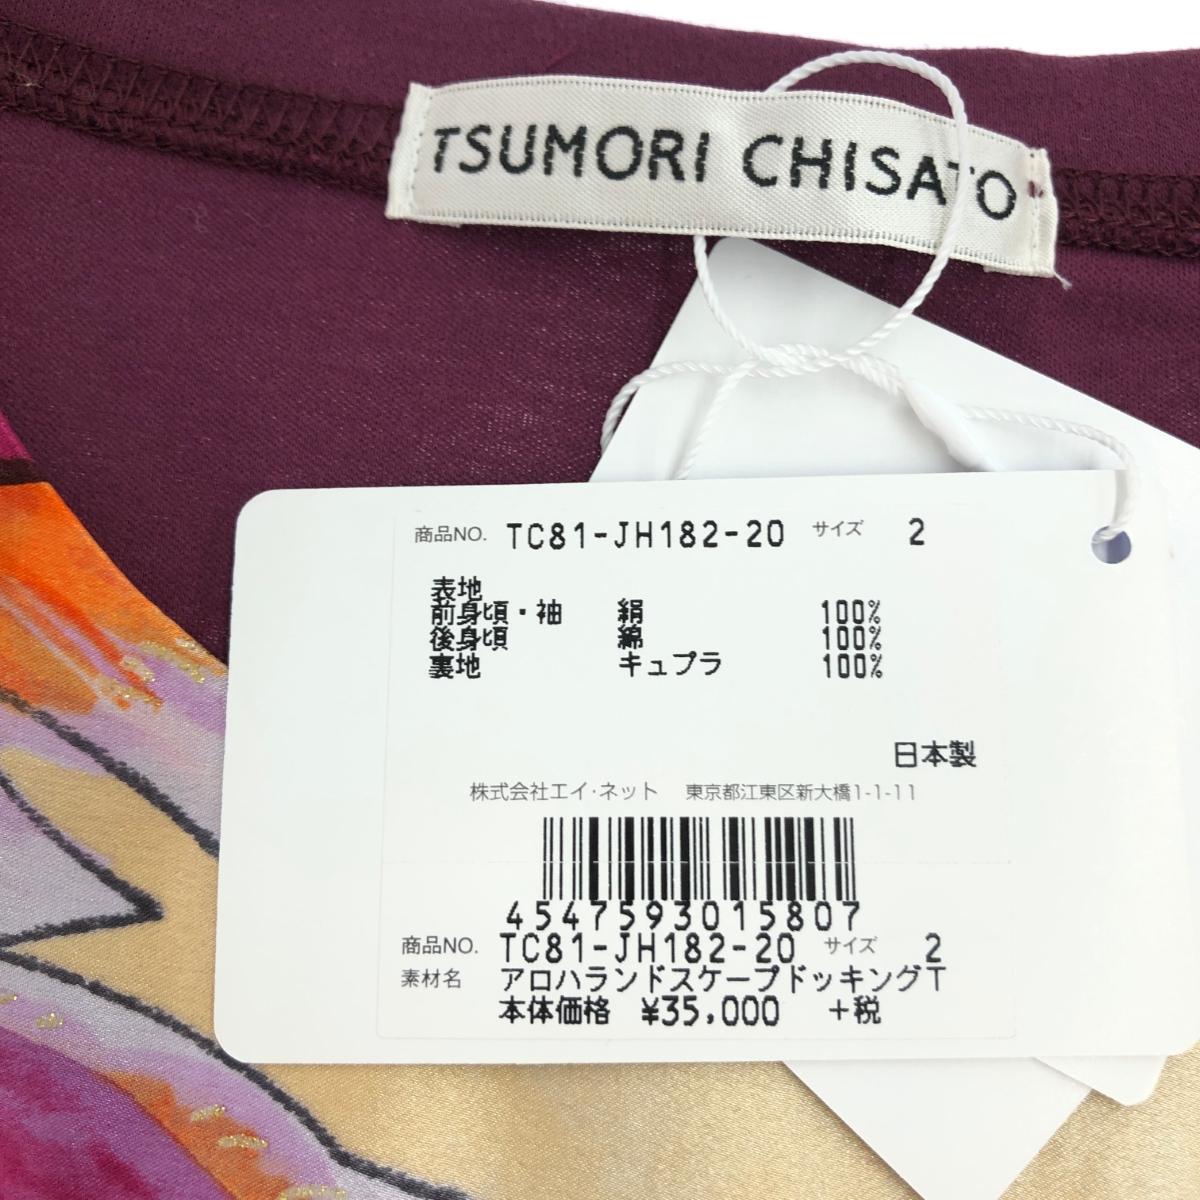 TSUMORI CHISATO
商品NO. TC81-JH182-20 サイズ 2
表地
前身頃・袖 絹 100%
後身頃 綿 100%
裏地 キュプラ 100%
日本製
株式会社エイ・ネット 東京都江東区新大橋1-1-11
4547593015807
商品NO. TC81-JH182-20 サイズ 2
素材名 アロハランドスケープドッキングT
本体価格 ¥35,000 +税